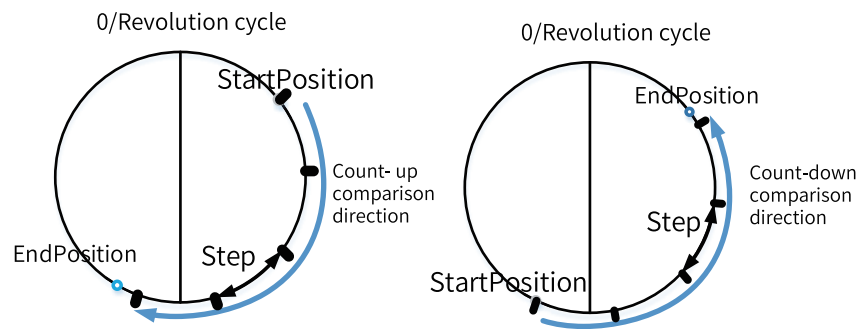 0/Revolution cycle
StartPosition
Count- up
comparison
direction
Step
EndPosition
0/Revolution cycle
EndPosition
Count-down
comparison
direction
Step
StartPosition